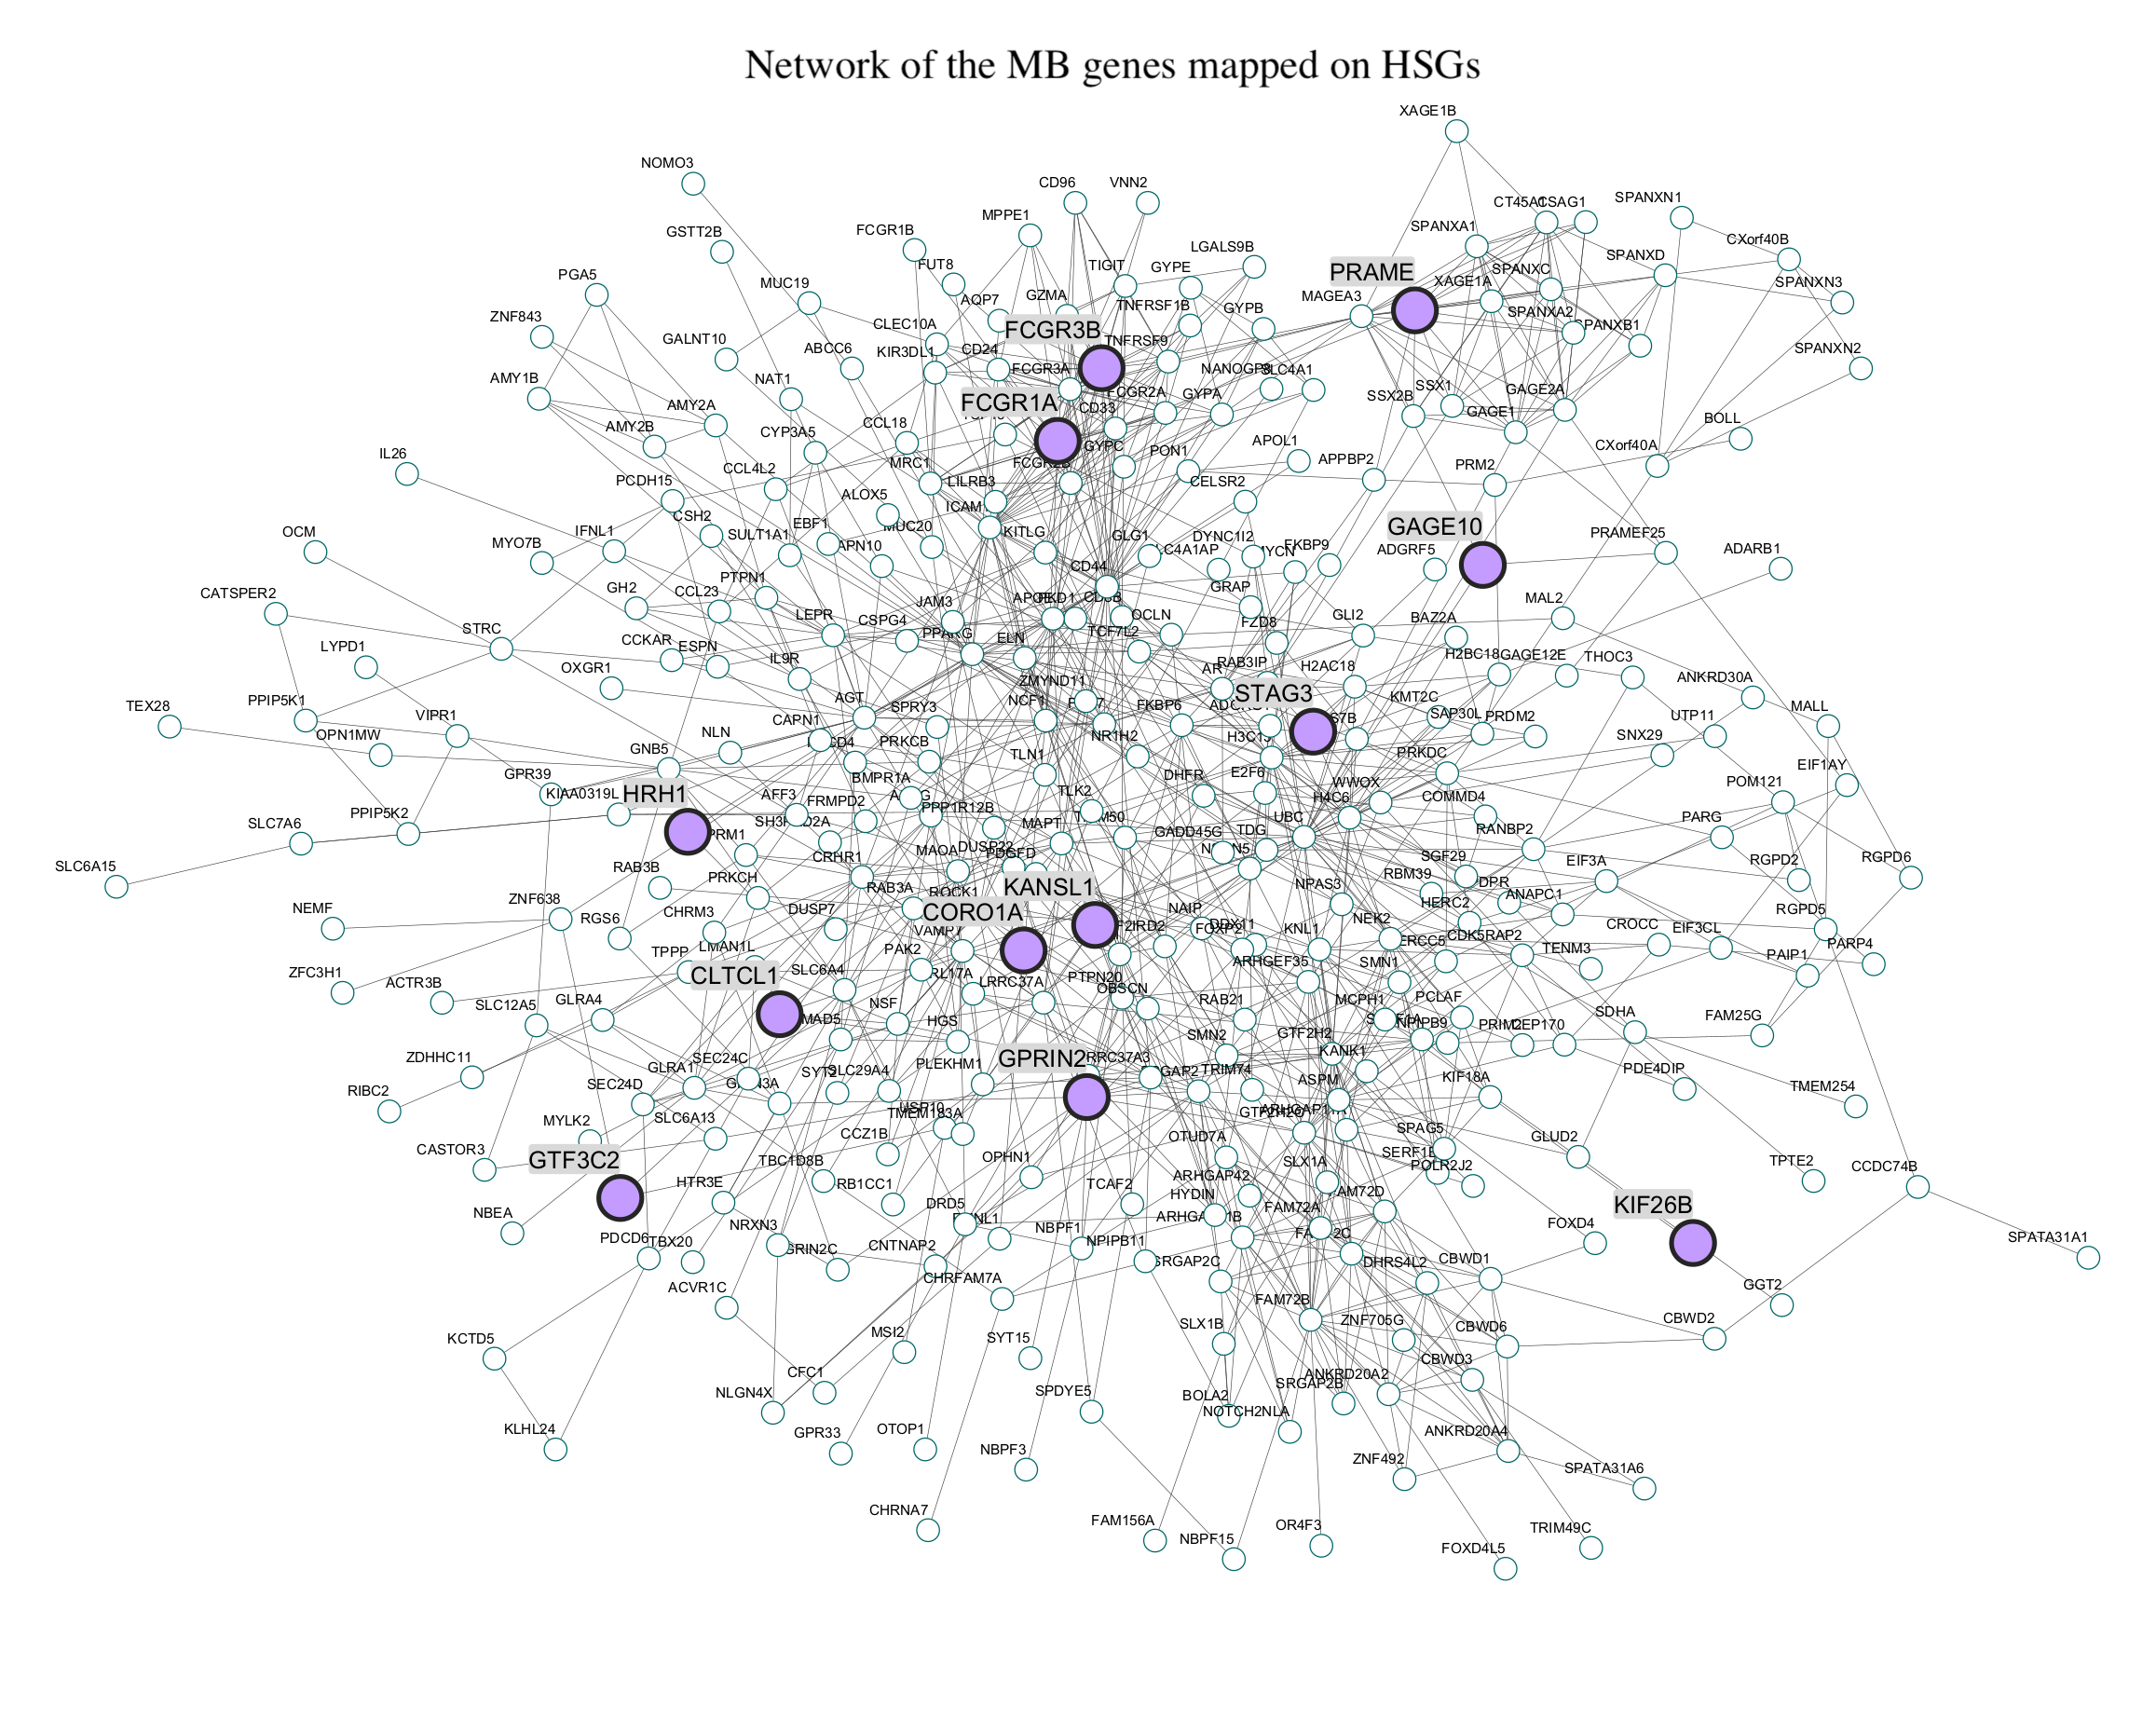 Network of the MB genes mapped on HSGs
XAGE1B
NOMO3
CD96
VNN2
CT45A1
CSAG1
SPANXN1
SPANXA1
MPPE1
FCGR1B
GSTT2B
LGALS9B
CXorf40B
SPANXD
FUT8
TIGIT
GYPE
SPANXC
PRAME
PGA5
MUC19
XAGE1A
SPANXN3
AQP7
GZMA
MAGEA3
TNFRSF1B
GYPB
SPANXA2
ZNF843
CLEC10A
FCGR3B
SPANXB1
GALNT10
ABCC6
KIR3DL1
CD24
TNFRSF9
SPANXN2
FCGR3A
NANOGP8
SLC4A1
NAT1
AMY1B
SSX2B
SSX1
GAGE2A
FCGR1A
CD33
FCGR2A
GYPA
AMY2A
GAGE1
BOLL
CCL18
AMY2B
CYP3A5
GYPC
PON1
APOL1
APPBP2
CXorf40A
IL26
MRC1
PRM2
CCL4L2
LILRB3
PCDH15
CELSR2
ALOX5
ICAM1
CSH2
EBF1
MUC20
KITLG
GAGE10
OCM
IFNL1
SULT1A1
GLG1
DYNC1I2
PRAMEF25
MYO7B
FKBP9
ADGRF5
ADARB1
PTPN1
CD44
GRAP
CATSPER2
GH2
CCL23
JAM3
MAL2
STRC
LEPR
CSPG4
PPARG
ELN
TCF7L2
OCLN
FZD8
GLI2
BAZ2A
LYPD1
CCKAR
ESPN
OXGR1
IL9R
ZMYND11
AR
RAB3IP
H2AC18
H2BC18
GAGE12E
THOC3
ANKRD30A
STAG3
TEX28
PPIP5K1
VIPR1
AGT
SPRY3
NCF1
FKBP6
KMT2C
SAP30L
PRDM2
UTP11
MALL
OPN1MW
CAPN1
NLN
PRKCB
NR1H2
PRKDC
SNX29
GNB5
TLN1
GPR39
BMPR1A
DHFR
E2F6
WWOX
POM121
EIF1AY
KIAA0319L
HRH1
AFF3
FRMPD2
PPP1R12B
TLK2
H4C6
COMMD4
SLC7A6
PPIP5K2
MAPT
GADD45G
TDG
UBC
RANBP2
PARG
SLC6A15
CRHR1
MAOA
DUSP22
PDGFD
SGF29
EIF3A
RGPD2
RGPD6
RAB3B
PRKCH
RAB3A
ROCK1
KANSL1
NPAS3
RBM39
ANAPC1
NEMF
ZNF638
CORO1A
HERC2
RGPD5
RGS6
CHRM3
DUSP7
VAMP7
NAIP
DDX11
FOXP2
KNL1
NEK2
CDK5RAP2
CROCC
EIF3CL
PARP4
ZFC3H1
ACTR3B
TPPP
LMAN1L
PAK2
ERCC5
TENM3
CLTCL1
SLC6A4
LRRC37A
PTPN20
ARHGEF35
SMN1
PAIP1
SLC12A5
GLRA4
NSF
HGS
OBSCN
RAB21
MCPH1
PCLAF
SDHA
FAM25G
ZDHHC11
GLRA1
SEC24C
SMN2
GTF2H2
NPIPB9
RIBC2
SEC24D
SLC29A4
PLEKHM1
GPRIN2
TRIM74
KANK1
ASPM
KIF18A
PDE4DIP
TMEM254
MYLK2
SLC6A13
TMEM183A
SPAG5
GLUD2
CASTOR3
GTF3C2
CCZ1B
OPHN1
OTUD7A
SERF1B
POLR2J2
TPTE2
CCDC74B
TBC1D8B
HTR3E
RB1CC1
TCAF2
ARHGAP42
SLX1A
KIF26B
NBEA
NRXN3
DRD5
HYDIN
FAM72A
FAM72D
FOXD4
PDCD6
TBX20
GRIN2C
CNTNAP2
NBPF1
NPIPB11
SPATA31A1
ACVR1C
CHRFAM7A
SRGAP2C
DHRS4L2
CBWD1
GGT2
FAM72B
KCTD5
MSI2
SYT15
SLX1B
ZNF705G
CBWD6
CBWD2
NLGN4X
CFC1
SPDYE5
ANKRD20A2
CBWD3
BOLA2
NOTCH2NLA
SRGAP2B
KLHL24
GPR33
OTOP1
NBPF3
ANKRD20A4
ZNF492
SPATA31A6
CHRNA7
FAM156A
NBPF15
OR4F3
TRIM49C
FOXD4L5